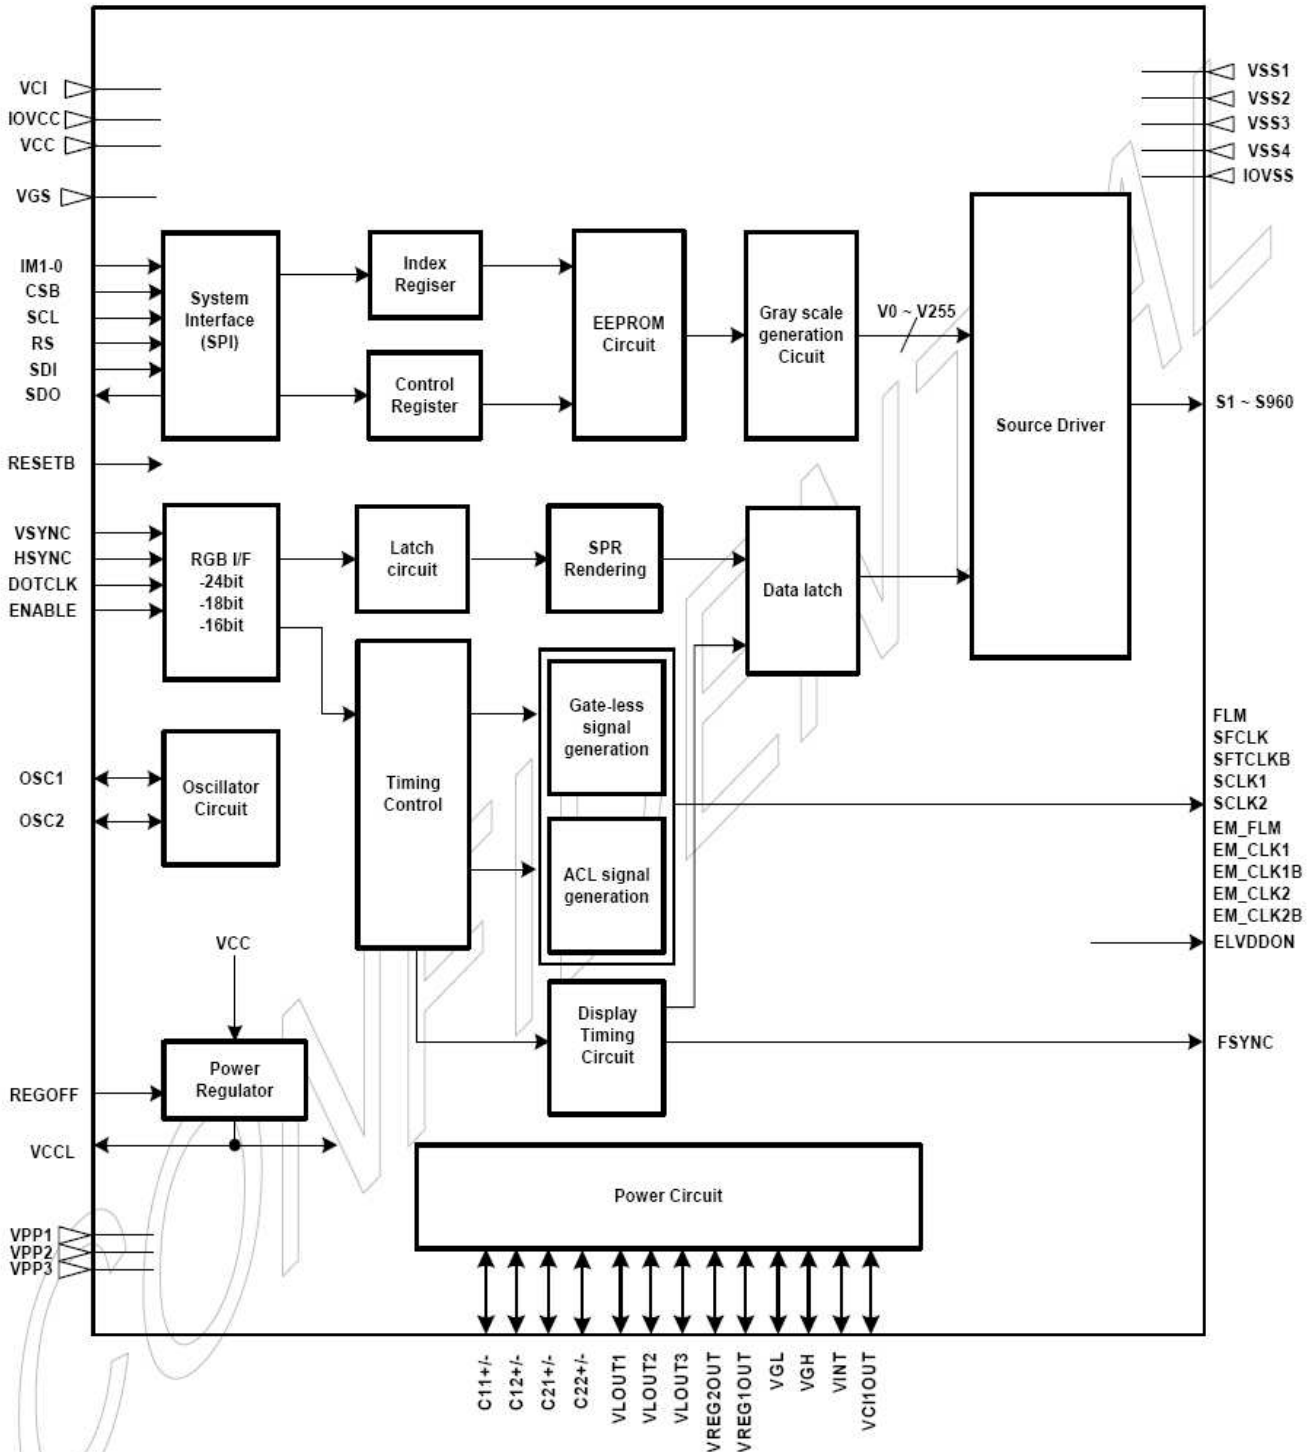 VCI
IOVCC
VCC
VGS
IM1-0
CSB
SCL
RS
SDI
SDO
RESETB
VSYNC
HSYNC
DOTCLK
ENABLE
OSC1
OSC2
REGOFF
VCCL
VPP1
VPP2
VPP3
System
Interface
(SPI)
Index
Regiser
Control
Register
EEPROM
Circuit
Gray scale
generation
Cicuit
V0 ~ V255
Source Driver
RGB I/F
-24bit
-18bit
-16bit
Latch
circuit
SPR
Rendering
Data latch
Oscillator
Circuit
Timing
Control
Gate-less
signal
generation
ACL signal
generation
VCC
Power
Regulator
Display
Timing
Circuit
Power Circuit
VSS1
VSS2
VSS3
VSS4
IOVSS
S1 ~ S960
FLM
SFCLK
SFTCLKB
SCLK1
SCLK2
EM_FLM
EM_CLK1
EM_CLK1B
EM_CLK2
EM_CLK2B
ELVDDON
FSYNC
C11+/-
C12+/-
C21+/-
C22+/-
VLOUT1
VLOUT2
VLOUT3
VREG2OUT
VREG1OUT
VGL
VGH
VINT
VCI1OUT
CONFIDENTIAL